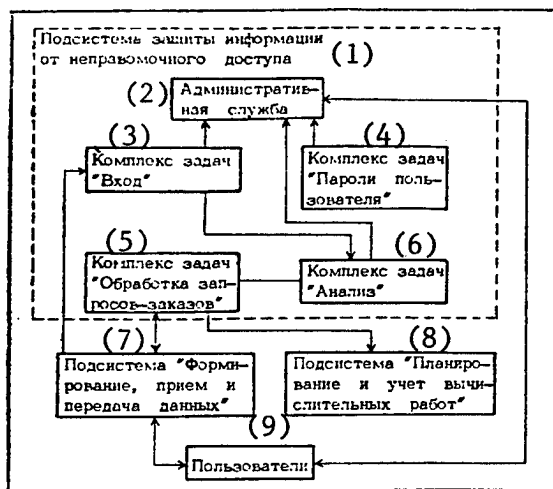 Подсистема защиты информации
от неправомочного доступа
(1)
(2)
Административ-
ная служба
(3)
Комплекс задач
"Вход"
(4)
Комплекс задач
"Пароли поль-
зователя"
(5)
Комплекс задач
"Обработка зап-
росов-заказов"
(6)
Комплекс задач
"Анализ"
(7)
Подсистема "Форми-
рование, прием и
передача данных"
(8)
Подсистема "Планиро-
вание и учет вычи-
слительных работ"
(9)
Пользователи